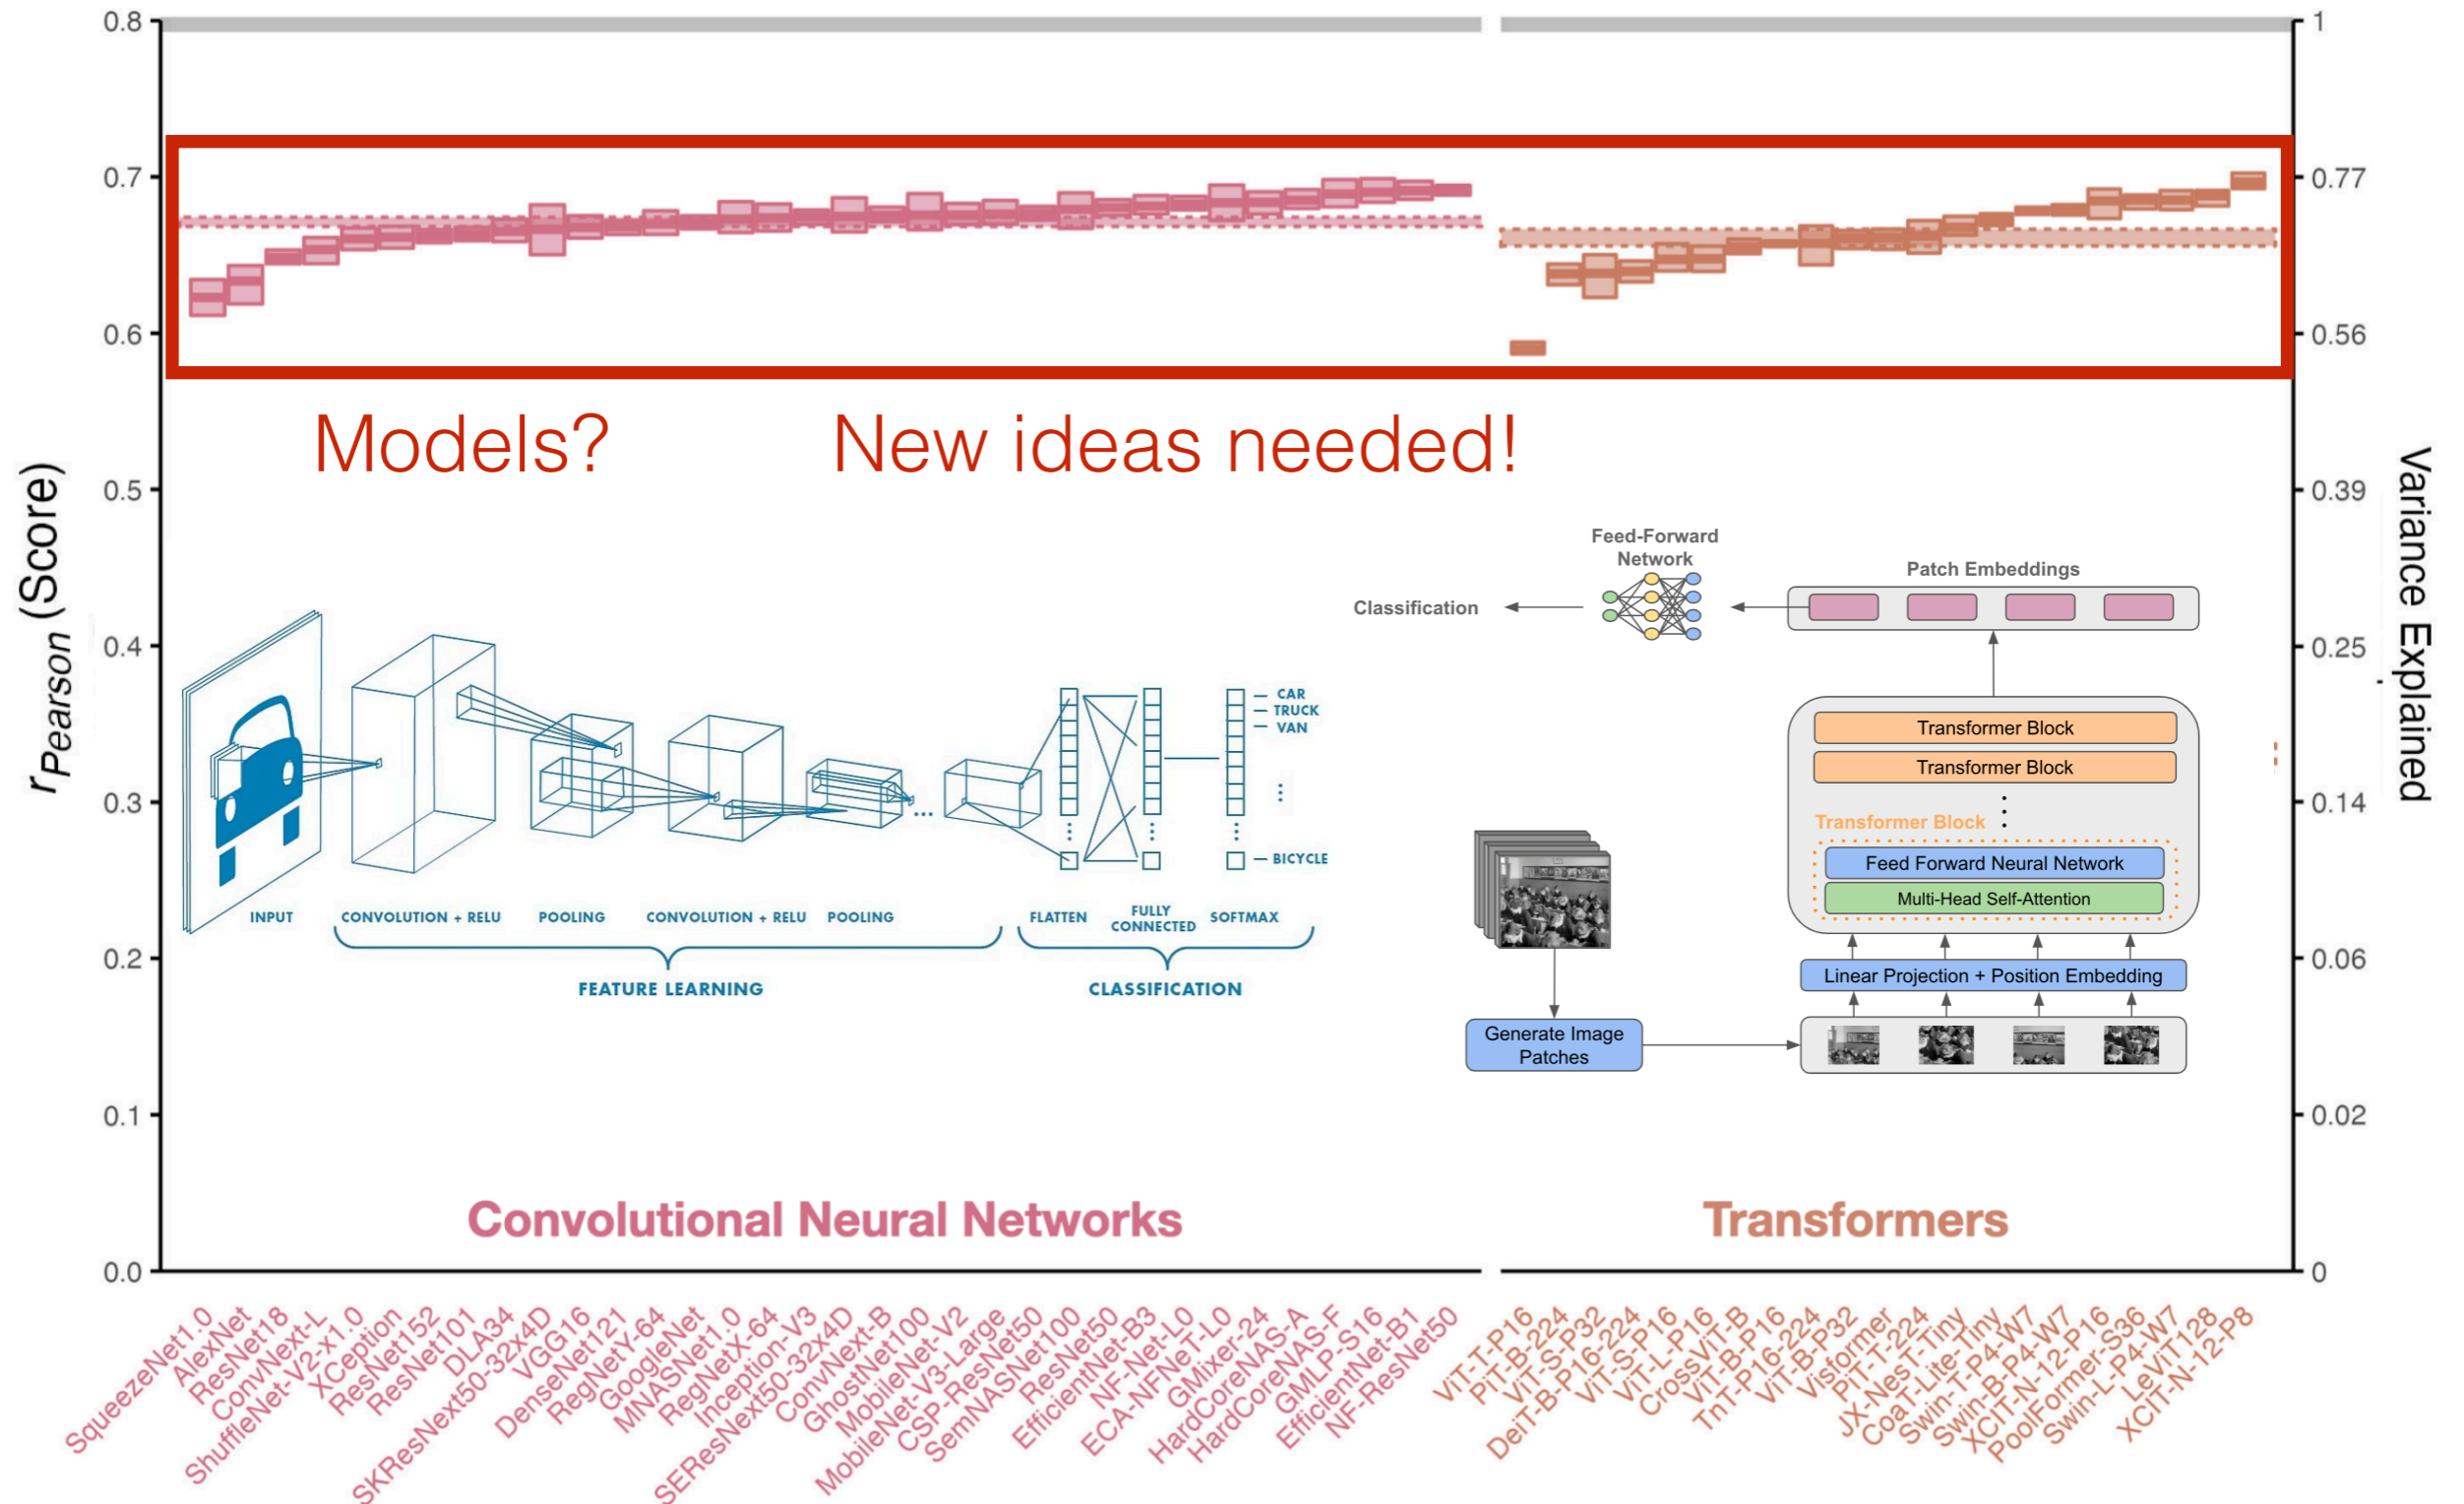 0.8
0.7
0.6
0.5
0.4
0.3
0.2
0.1
0.0
rPearson (Score)
1
0.77
0.56
0.39
0.25
0.14
0.06
0.02
0
Variance Explained
Models?
New ideas needed!
CAR
TRUCK
VAN
BICYCLE
INPUT
CONVOLUTION + RELU
POOLING
CONVOLUTION + RELU
POOLING
FLATTEN
FULLY
CONNECTED
SOFTMAX
FEATURE LEARNING
CLASSIFICATION
Feed-Forward
Network
Classification
Patch Embeddings
Transformer Block
Transformer Block
Transformer Block
Feed Forward Neural Network
Multi-Head Self-Attention
Linear Projection + Position Embedding
Generate Image
Patches
Convolutional Neural Networks
Transformers
SqueezeNet1.0
AlexNet
ResNet18
ConvNext-L
ShuffleNet-V2-x1.0
XCeption
ResNet152
ResNet101
DLA34
SKResNext50-32x4D
VGG16
DenseNet121
RegNetY-64
GoogleNet
MNASNet1.0
RegNetX-64
Inception-V3
SEResNext50-32x4D
ConvNext-B
GhostNet100
MobileNet-V2
MobileNet-V3-Large
CSP-ResNet50
SemNASNet100
ResNet50
EfficientNet-B3
NF-Net-L0
ECA-NFNet-L0
GMixer-24
HardCoreNAS-A
HardCoreNAS-F
GMLP-S16
EfficientNet-B1
NF-ResNet50
ViT-T-P16
PiT-B-224
ViT-S-P32
DeiT-B-P16-224
ViT-S-P16
ViT-L-P16
CrossViT-B
ViT-B-P16
TnT-P16-224
ViT-B-P32
Visformer
PiT-T-224
JX-Nest-Tiny
Coat-Lite-Tiny
Swin-T-P4-W7
Swin-B-P4-W7
XCiT-N-12-P16
PoolFormer-S36
Swin-L-P4-W7
LeViT128
XCiT-N-12-P8